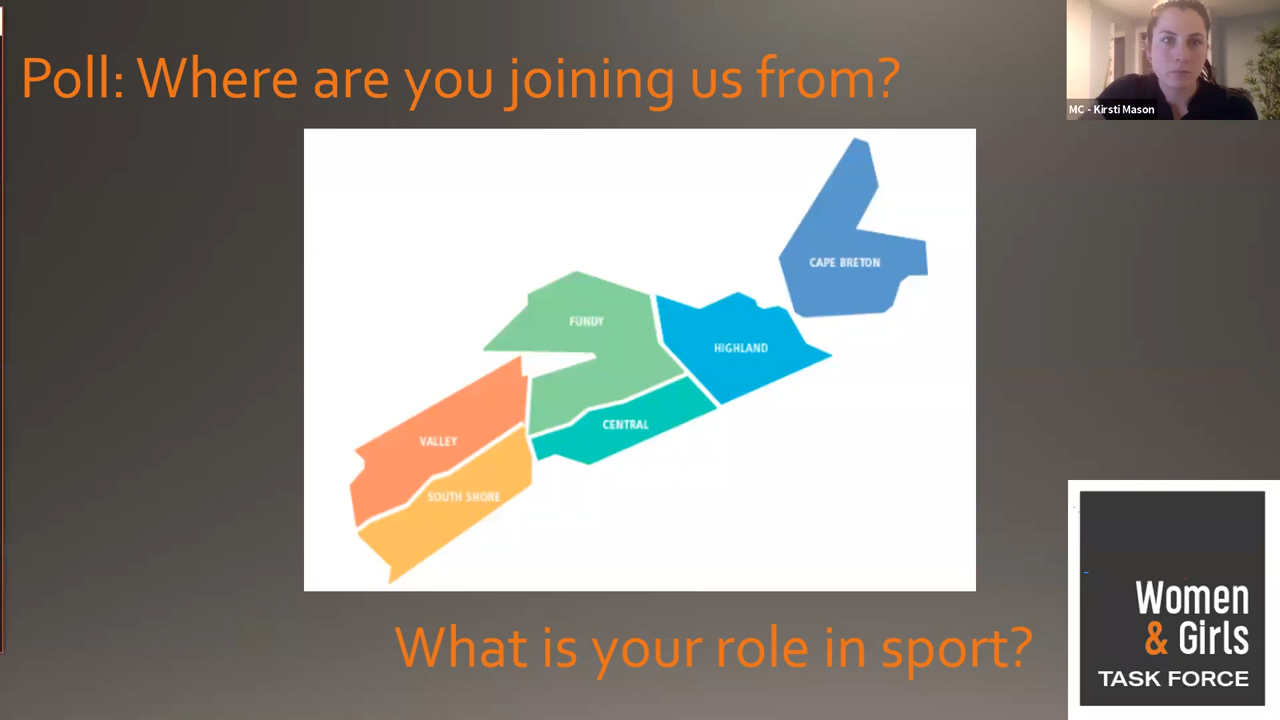 Poll: Where are you joining us from?
MC - Kirsti Mason
CAPE BRETON
FUNDY
HIGHLAND
CENTRAL
VALLEY
SOUTH SHORE
What is your role in sport?
Women
& Girls
TASK FORCE